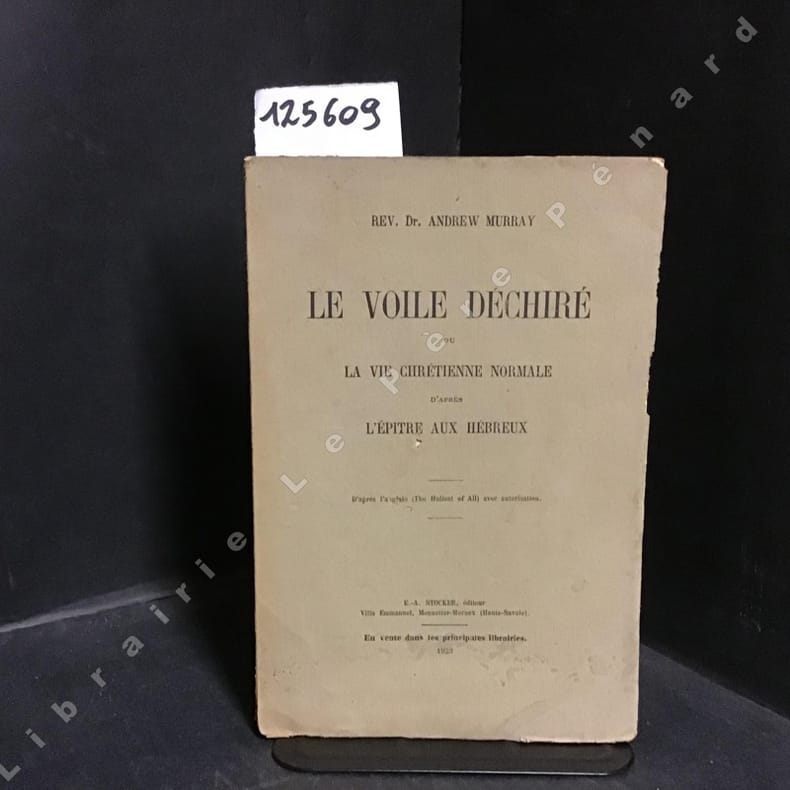 125609
REV. Dr. ANDREW MURRAY
LE VOILE DÉCHIRÉ
OU
LA VIE CHRÉTIENNE NORMALE
D'APRÈS
L'ÉPITRE AUX HÉBREUX
D'après l'anglais (The Holiest of All) avec autorisation.
E.-A. STOCKER, éditeur
Villa Emmanuel, Monnetier-Mornex (Haute-Savoie).
En vente dans les principales librairies.
1923
Librairie Le Père Pénard